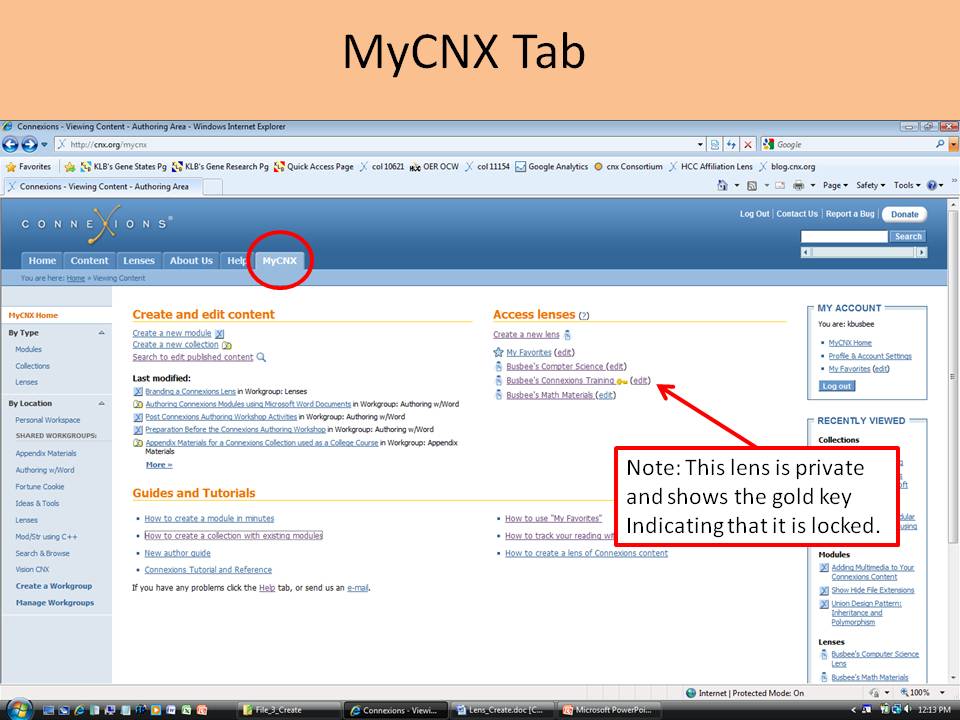 MyCNX Tab
Connexions - Viewing Content - Authoring Area - Windows Internet Explorer
http://cnx.org/mycnx
Google
Favorites KLB's Gene States Pg KLB's Gene Research Pg Quick Access Page col 10621 OER OCW col 11154 Google Analytics cnx Consortium HCC Affiliation Lens blog.cnx.org
Connexions - Viewing Content - Authoring Area
Page Safety Tools
CONNEXIONS®
Log Out | Contact Us | Report a Bug | Donate
Search
Home Content Lenses About Us Help MyCNX
You are here: Home » Viewing Content
MyCNX Home
By Type
Modules
Collections
Lenses
By Location
Personal Workspace
SHARED WORKGROUPS:
Appendix Materials
Authoring w/Word
Fortune Cookie
Ideas & Tools
Lenses
Mod/Str using C++
Search & Browse
Vision CNX
Create a Workgroup
Manage Workgroups
Create and edit content
Create a new module
Create a new collection
Search to edit published content
Last modified:
Branding a Connexions Lens in Workgroup: Lenses
Authoring Connexions Modules using Microsoft Word Documents in Workgroup: Authoring w/Word
Post Connexions Authoring Workshop Activities in Workgroup: Authoring w/Word
Preparation Before the Connexions Authoring Workshop in Workgroup: Authoring w/Word
Appendix Materials for a Connexions Collection used as a College Course in Workgroup: Appendix
Materials
More »
Access lenses (?)
Create a new lens
My Favorites (edit)
Busbee's Compter Science (edit)
Busbee's Connexions Training (edit)
Busbee's Math Materials (edit)
Note: This lens is private
and shows the gold key
Indicating that it is locked.
Guides and Tutorials
How to create a module in minutes
How to create a collection with existing modules
New author guide
Connexions Tutorial and Reference
How to use "My Favorites"
How to track your reading
How to create a lens of Connexions content
If you have any problems click the Help tab, or send us an e-mail.
MY ACCOUNT
You are: kbusbee
MyCNX Home
Profile & Account Settings
My Favorites (edit)
Log out
RECENTLY VIEWED
Collections
using
Modules
Adding Multimedia to Your
Connexions Content
Show Hide File Extensions
Union Design Pattern:
Inheritance and
Polymorphism
Lenses
Busbee's Computer Science
Lens
Busbee's Math Materials
Internet | Protected Mode: On
100%
File_3_Create
Connexions - Viewi...
Lens_Create.doc [C...
Microsoft PowerPoi...
12:13 PM